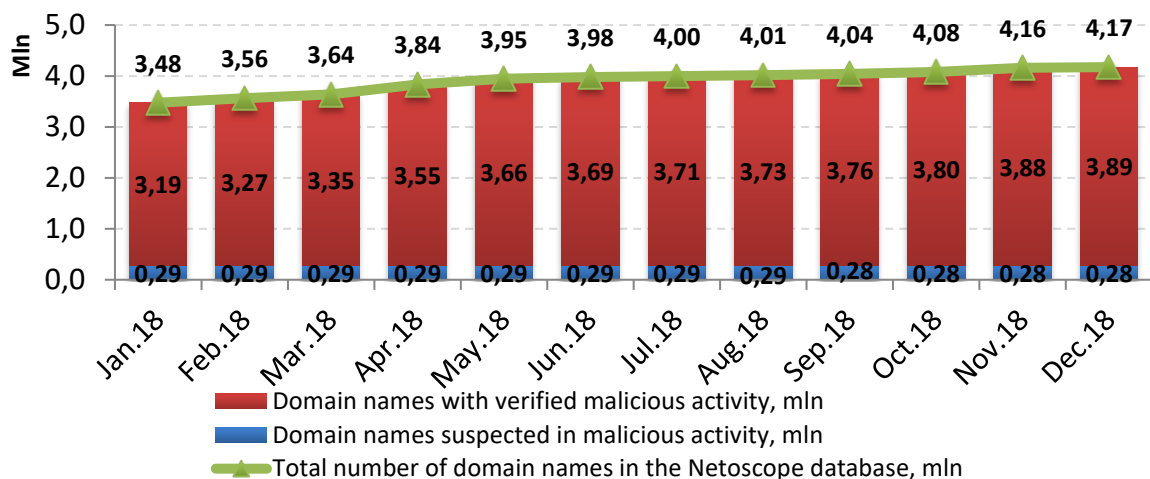 Mln
5,0
4,0
3,0
2,0
1,0
0,0
3,48 3,56 3,64 3,84 3,95 3,98 4,00 4,01 4,04 4,08 4,16 4,17
3,19 3,27 3,35 3,55 3,66 3,69 3,71 3,73 3,76 3,80 3,88 3,89
0,29 0,29 0,29 0,29 0,29 0,29 0,29 0,29 0,28 0,28 0,28 0,28
Jan.18 Feb.18 Mar.18 Apr.18 May.18 Jun.18 Jul.18 Aug.18 Sep.18 Oct.18 Nov.18 Dec.18
Domain names with verified malicious activity, mln
Domain names suspected in malicious activity, mln
Total number of domain names in the Netoscope database, mln